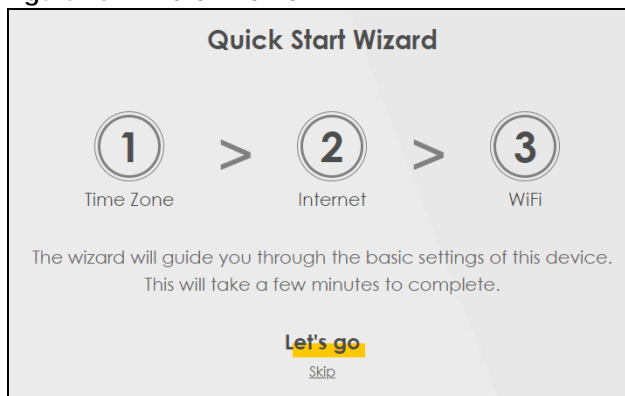 Quick Start Wizard
1 > 2 > 3
Time Zone Internet WiFi
The wizard will guide you through the basic settings of this device.
This will take a few minutes to complete.
Let's go
Skip